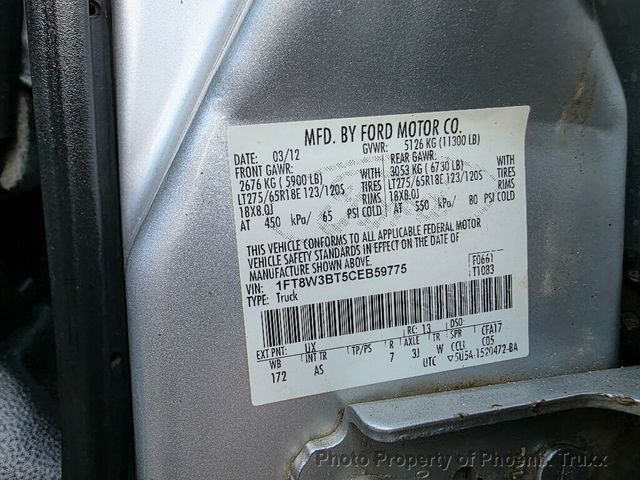 MFD. BY FORD MOTOR CO.
DATE: 03/12 GVWR: 5126 KG (11300 LB)
FRONT GAWR: REAR GAWR:
2676 KG (5900 LB) WITH 3053 KG (6730 LB) WITH
LT275/65R18E 123/120S TIRES LT275/65R18E 123/120S TIRES
18X8.0J RIMS 18X8.0J RIMS
AT 450 kPa/ 65 PSI COLD AT 550 kPa/ 80 PSI COLD
THIS VEHICLE CONFORMS TO ALL APPLICABLE FEDERAL MOTOR
VEHICLE SAFETY STANDARDS IN EFFECT ON THE DATE OF
MANUFACTURE SHOWN ABOVE.
VIN: 1FT8W3BT5CEB59775 F0661
TYPE: Truck T1083
EXT PNT: UX RC: 13 DSO:
WB INT TR TP/PS R AXLE TR SPR CFA17
172 AS 7 3J W CCLI C05
UTC ▽5U5A-1520472-BA
Photo Property of Phoenix Truxx